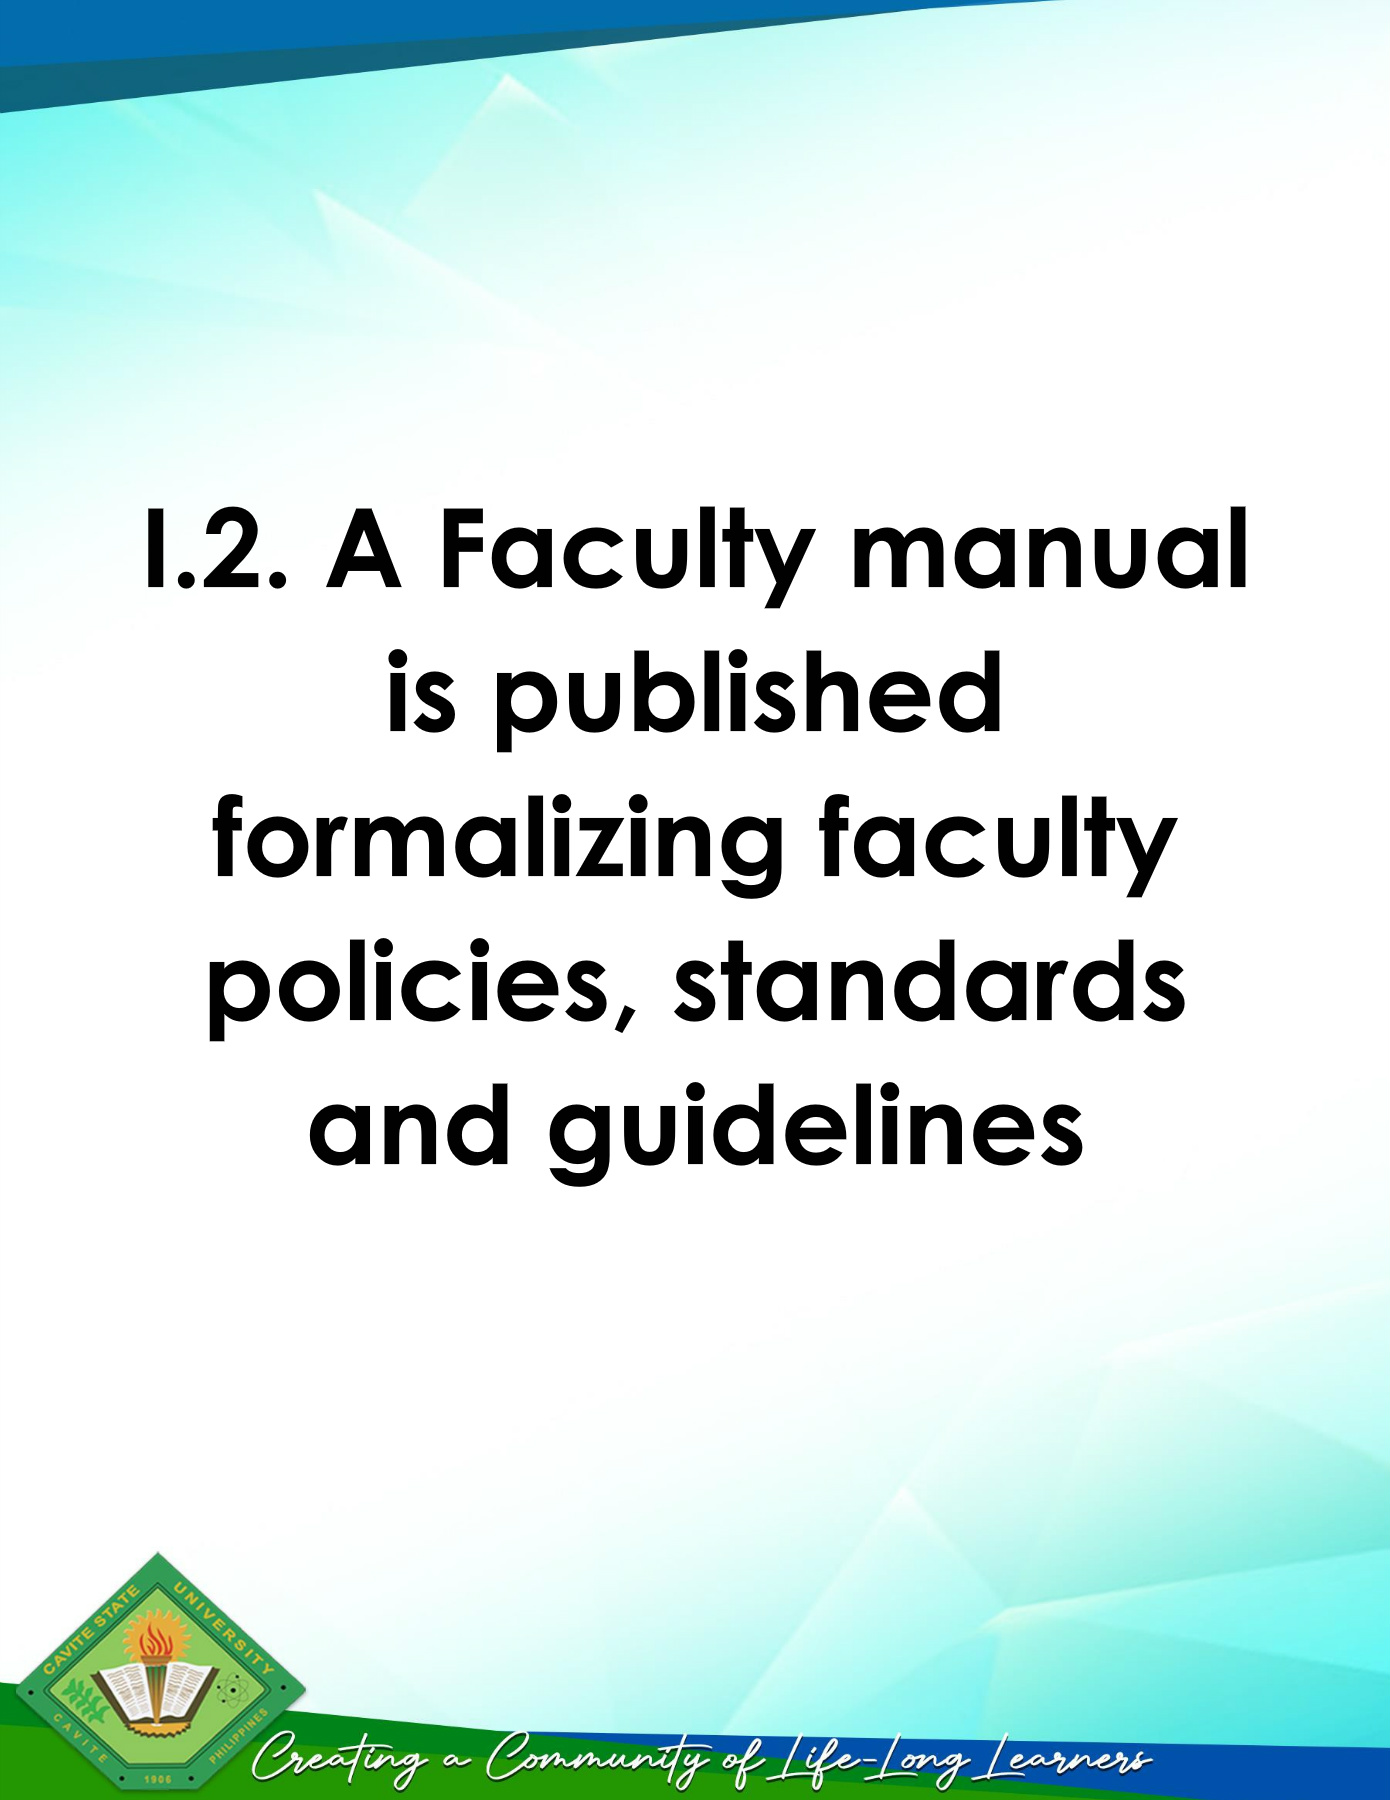 I.2. A Faculty manual
is published
formalizing faculty
policies, standards
and guidelines
CAVITE STATE UNIVERSITY
CAVITE PHILIPPINES
1906
Creating a Community of Life-Long Learners